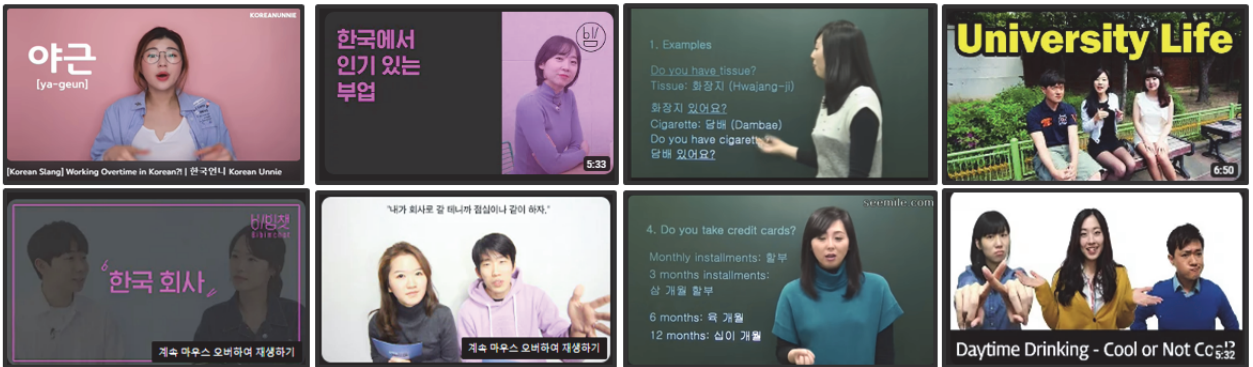 KOREANUNNIE
야근
[ya-geun]
[Korean Slang] Working Overtime in Korean?! | 한국언니 Korean Unnie
한국에서
인기 있는
부업
5:33
1. Examples
Do you have tissue?
Tissue: 화장지 (Hwajang-ji)
화장지 있어요?
Cigarette: 담배 (Dambae)
Do you have cigarett
담배 있어요?
University Life
6:50
비빔챗
Bibimchat
한국 회사
계속 마우스 오버하여 재생하기
"내가 회사로 갈 테니까 점심이나 같이 하자."
계속 마우스 오버하여 재생하기
seemile.com
4. Do you take credit cards?
Monthly installments: 할부
3 months installments:
삼 개월 할부
6 months: 육 개월
12 months: 십이 개월
Daytime Drinking - Cool or Not
5:32